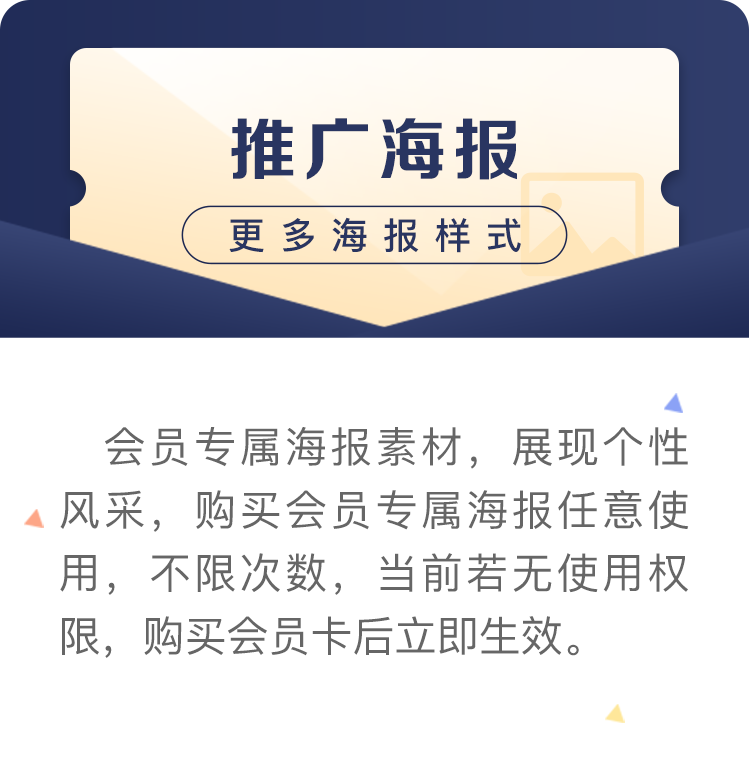 推广海报
更多海报样式
会员专属海报素材，展现个性
风采，购买会员专属海报任意使
用，不限次数，当前若无使用权
限，购买会员卡后立即生效。